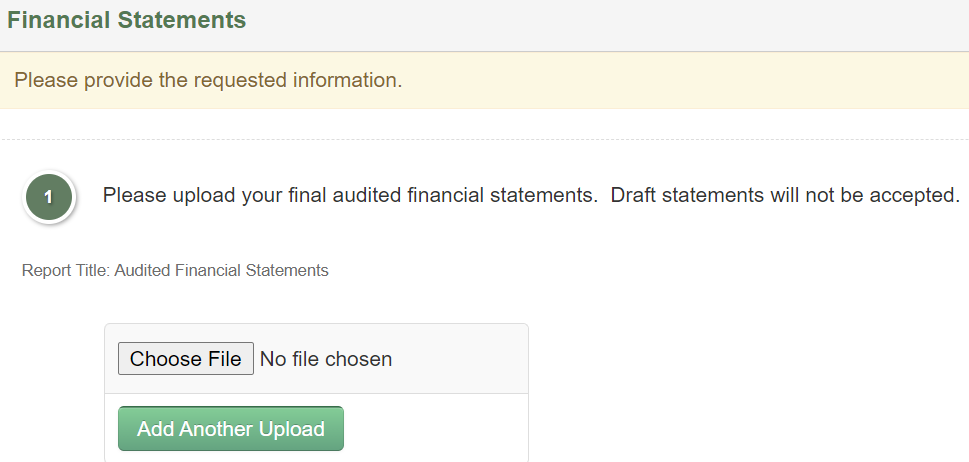 Financial Statements
Please provide the requested information.
1
Please upload your final audited financial statements.  Draft statements will not be accepted.
Report Title: Audited Financial Statements
Choose File No file chosen
Add Another Upload